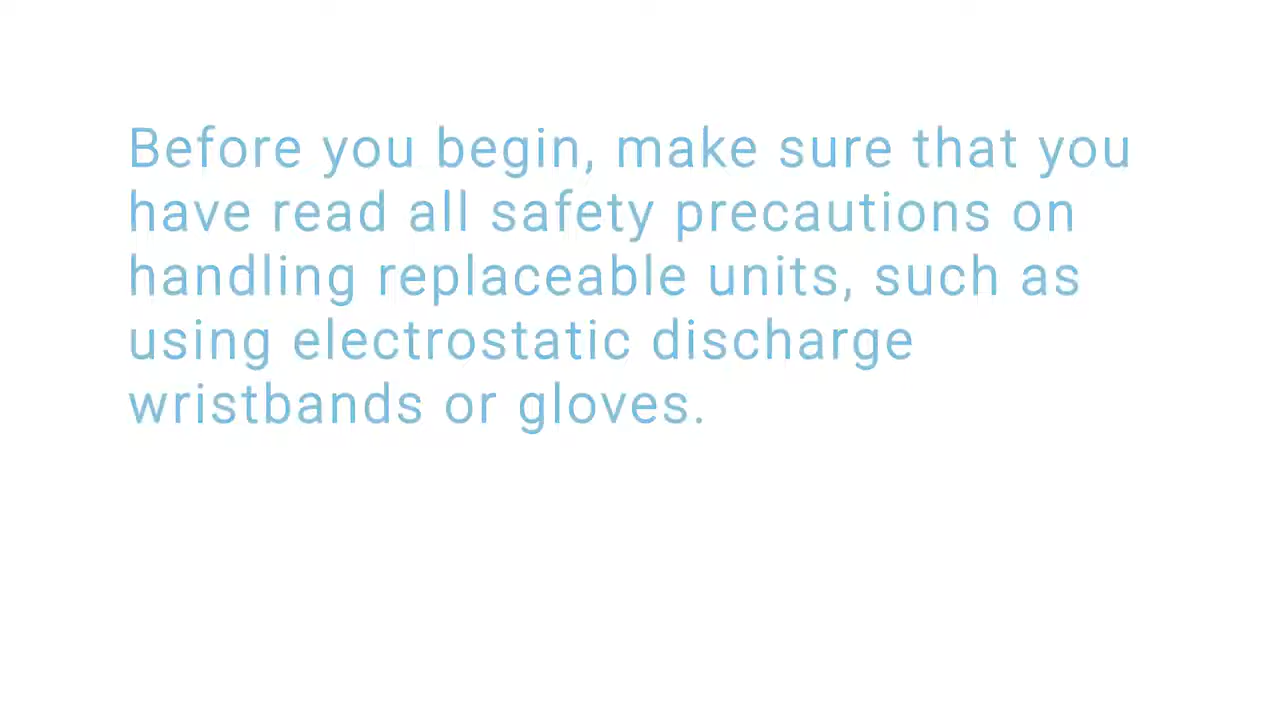 Before you begin, make sure that you
have read all safety precautions on
handling replaceable units, such as
using electrostatic discharge
wristbands or gloves.